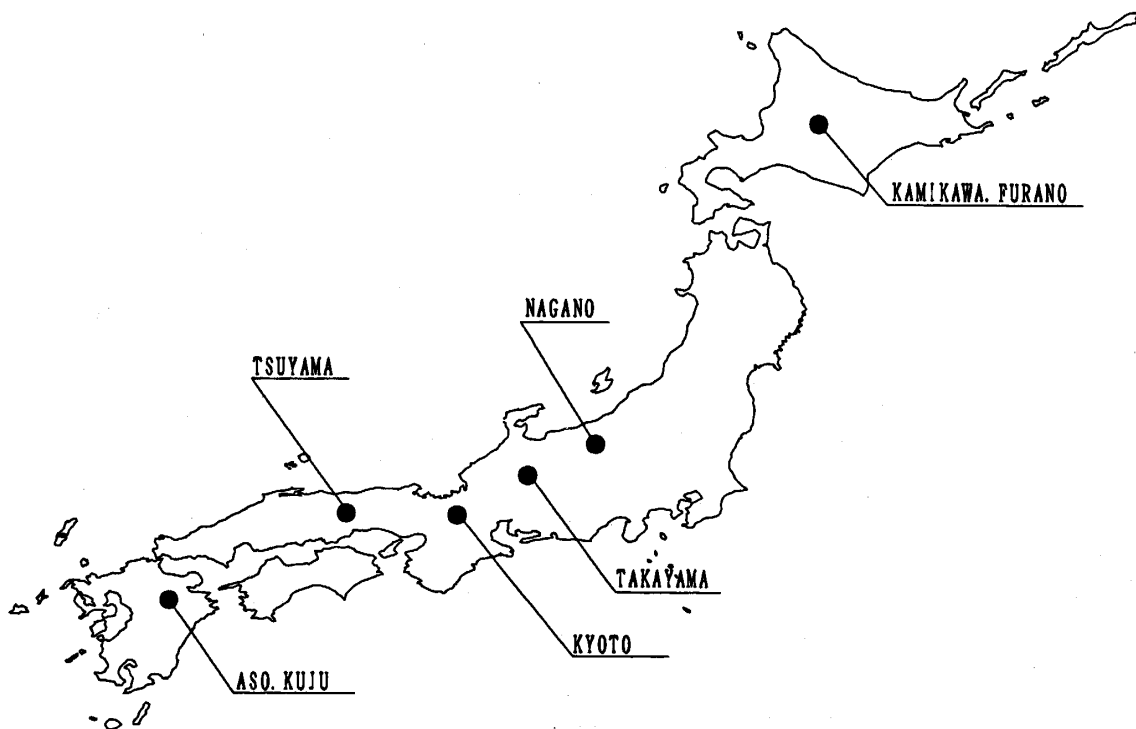 KAMIKAWA. FURANO
NAGANO
TSUYAMA
TAKAYAMA
KYOTO
ASO. KUJU